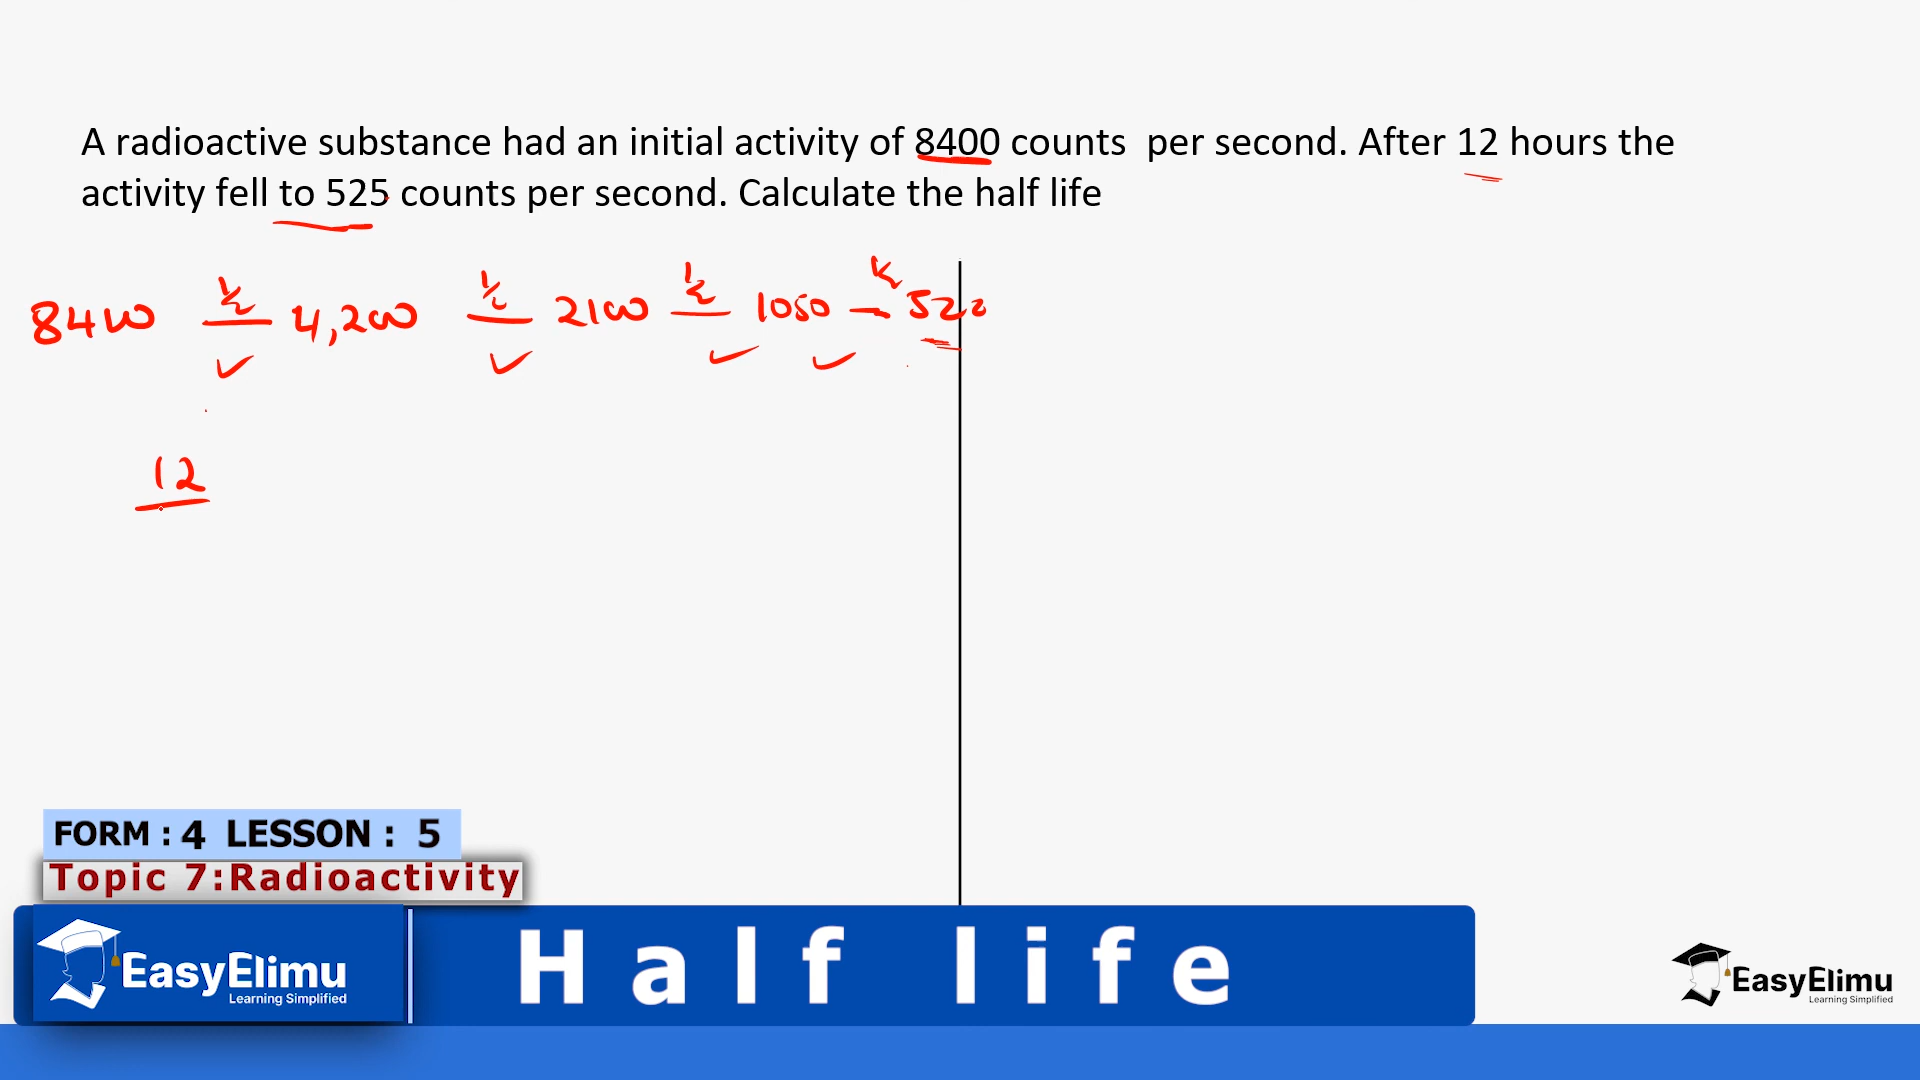 A radioactive substance had an initial activity of 8400 counts per second. After 12 hours the
activity fell to 525 counts per second. Calculate the half life
8400 ½ 4,200 ½ 2100 ½ 1050 – ½ 520
12
FORM : 4 LESSON : 5
Topic 7:Radioactivity
EasyElimu
Learning Simplified
Half life
EasyElimu
Learning Simplified